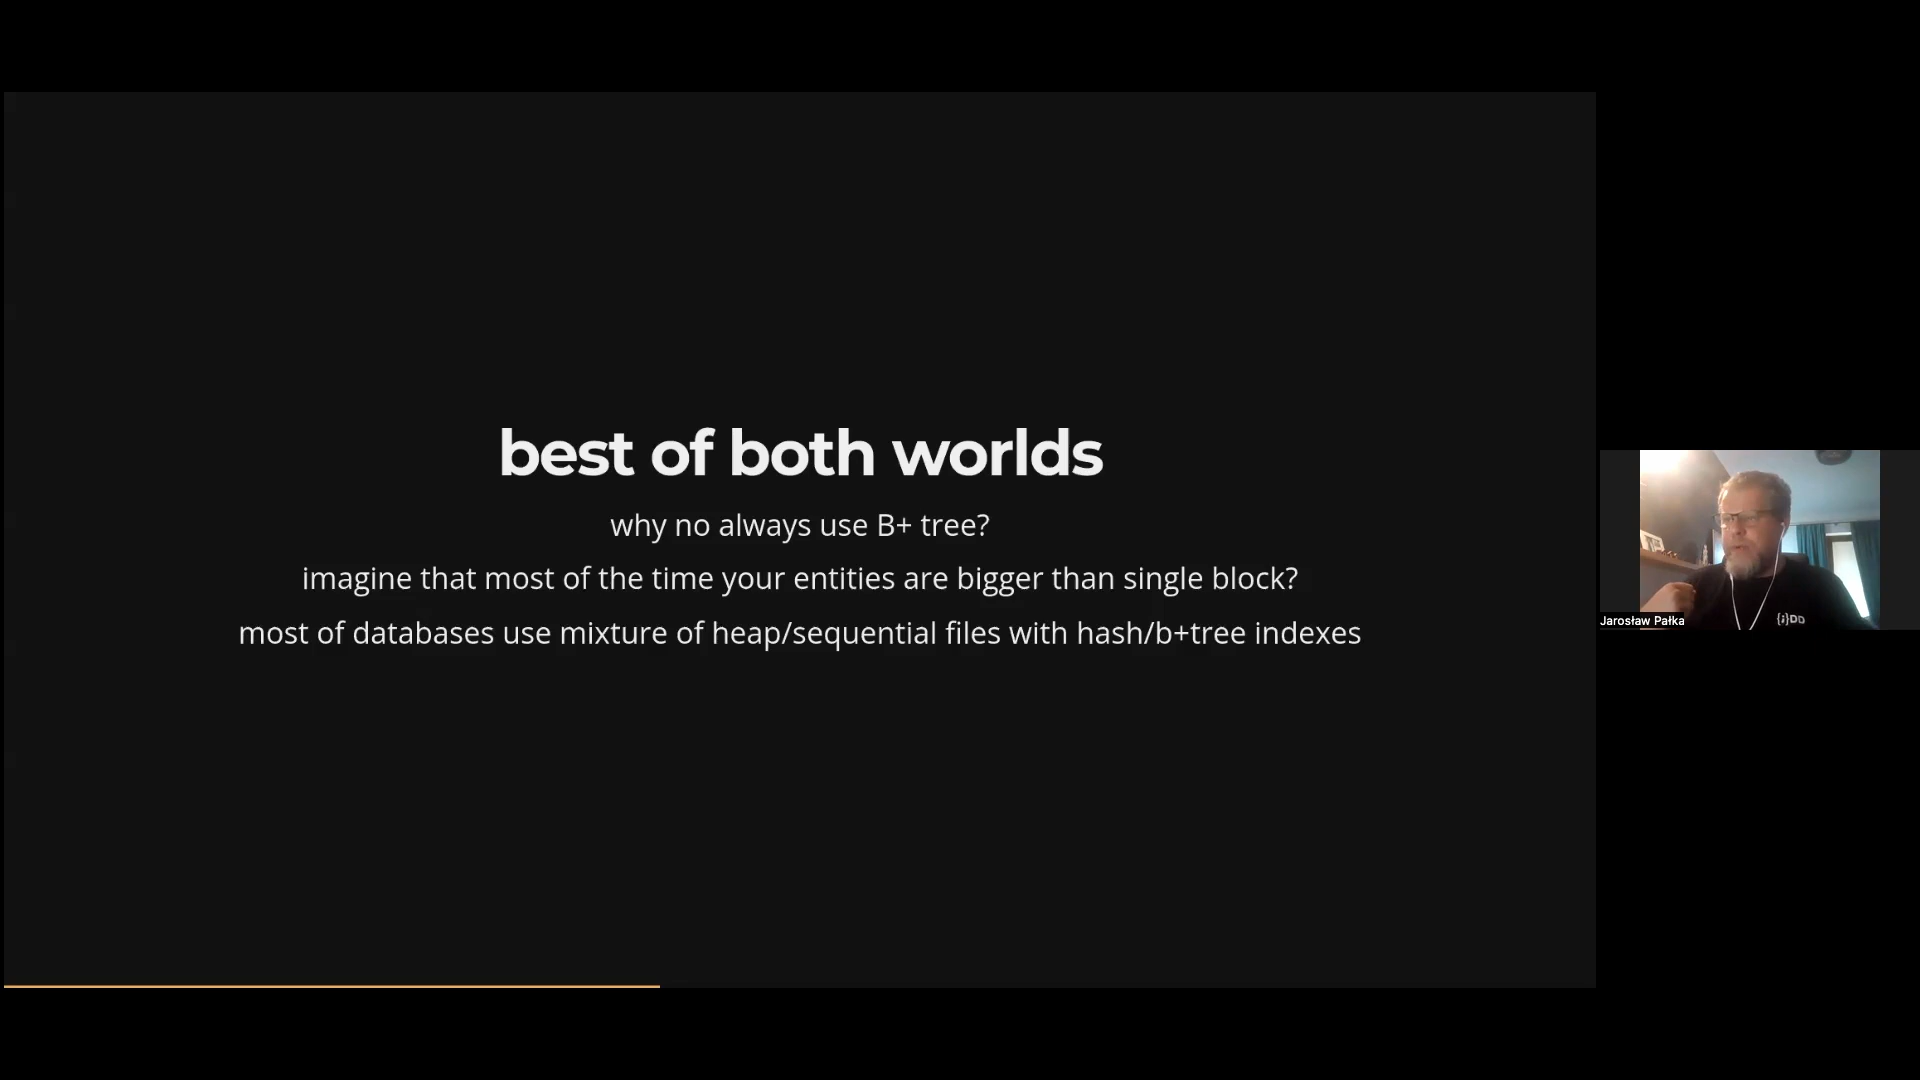 best of both worlds
why no always use B+ tree?
imagine that most of the time your entities are bigger than single block?
most of databases use mixture of heap/sequential files with hash/b+tree indexes
Jarosław Pałka
{;}DD